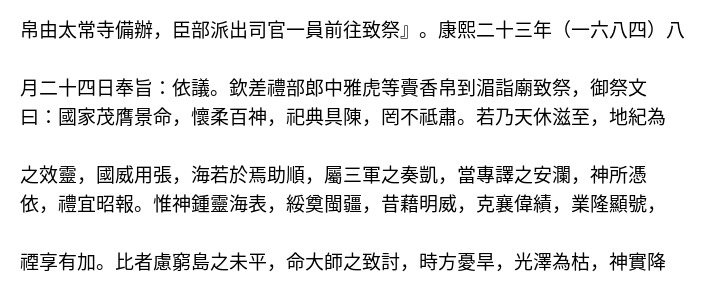 帛由太常寺備辦，臣部派出司官一員前往致祭』。康熙二十三年（一六八四）八
月二十四日奉旨：依議。欽差禮部郎中雅虎等賷香帛到湄詣廟致祭，御祭文
曰：國家茂膺景命，懷柔百神，祀典具陳，罔不祗肅。若乃天休滋至，地紀為
之效靈，國威用張，海若於焉助順，屬三軍之奏凱，當專譯之安瀾，神所憑
依，禮宜昭報。惟神鍾靈海表，綏奠閩疆，昔藉明威，克襄偉績，業隆顯號，
禋享有加。比者慮窮島之未平，命大師之致討，時方憂旱，光澤為枯，神實降